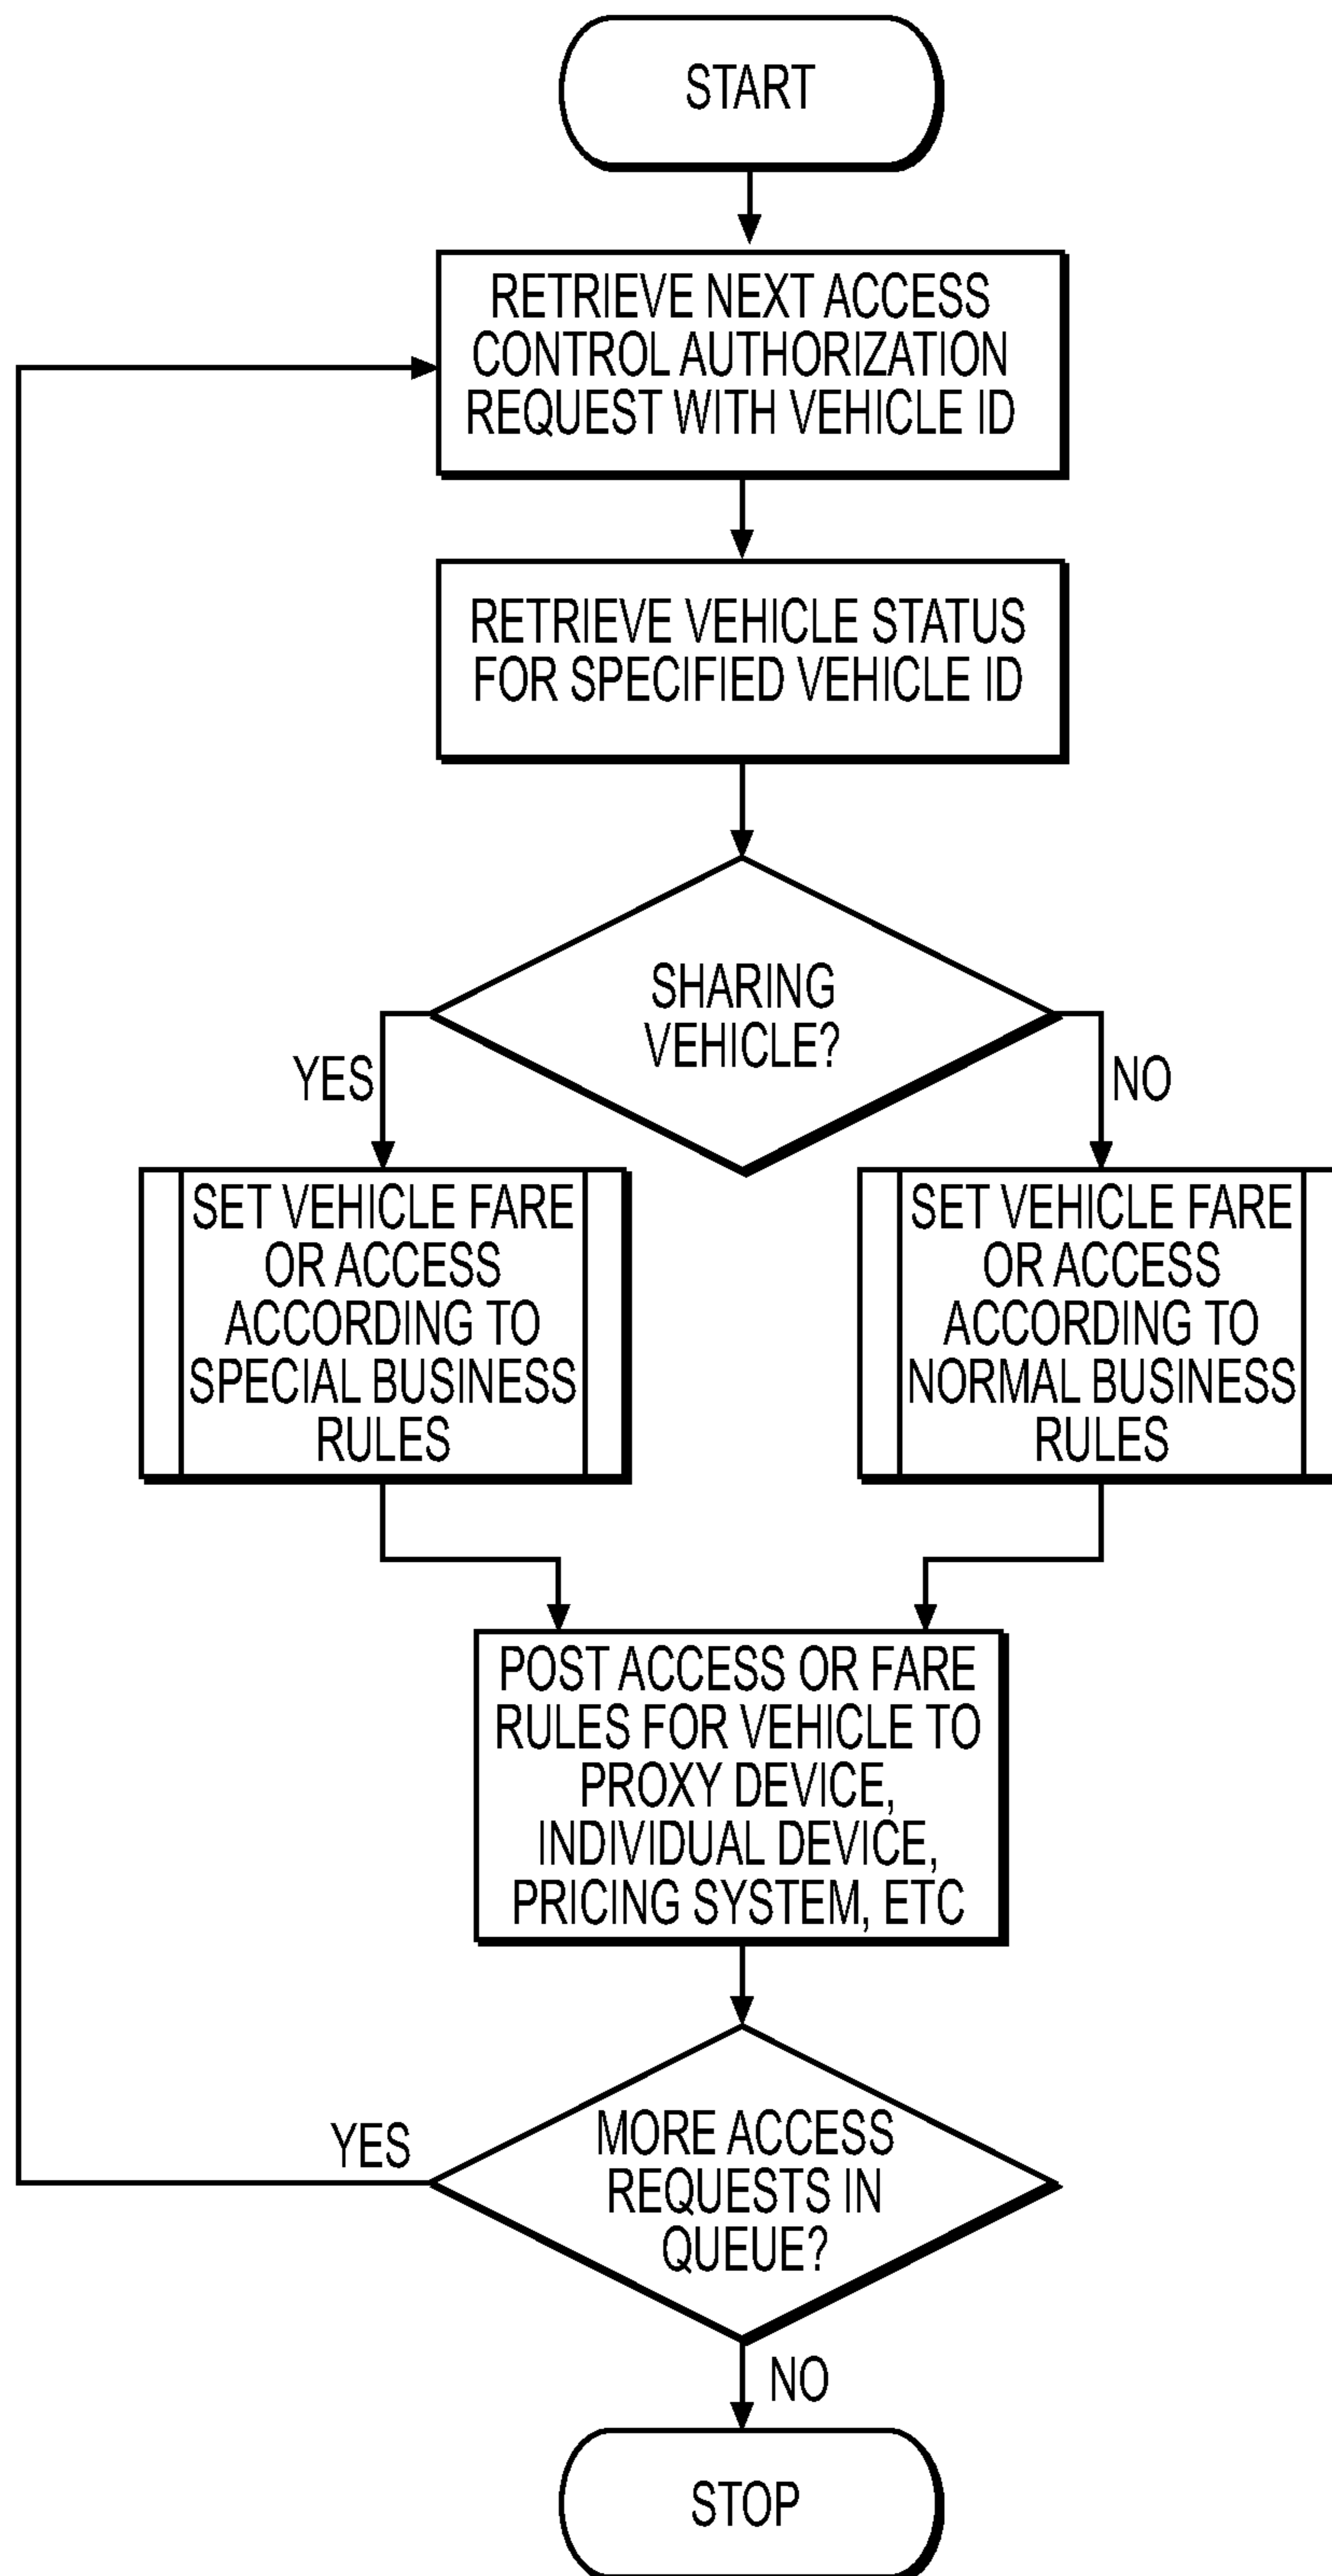 START
RETRIEVE NEXT ACCESS
CONTROL AUTHORIZATION
REQUEST WITH VEHICLE ID
RETRIEVE VEHICLE STATUS
FOR SPECIFIED VEHICLE ID
SHARING
VEHICLE?
YES
NO
SET VEHICLE FARE
OR ACCESS
ACCORDING TO
SPECIAL BUSINESS
RULES
SET VEHICLE FARE
OR ACCESS
ACCORDING TO
NORMAL BUSINESS
RULES
POST ACCESS OR FARE
RULES FOR VEHICLE TO
PROXY DEVICE,
INDIVIDUAL DEVICE,
PRICING SYSTEM, ETC
MORE ACCESS
REQUESTS IN
QUEUE?
YES
NO
STOP